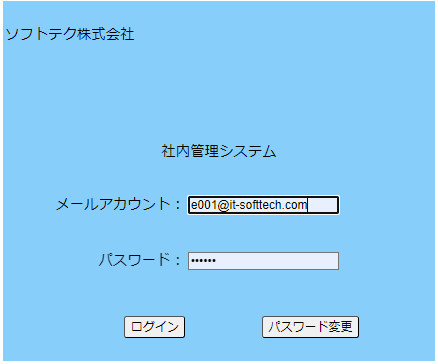 ソフトテク株式会社
社内管理システム
メールアカウント： e001@it-softtech.com
パスワード： ••••••
ログイン パスワード変更